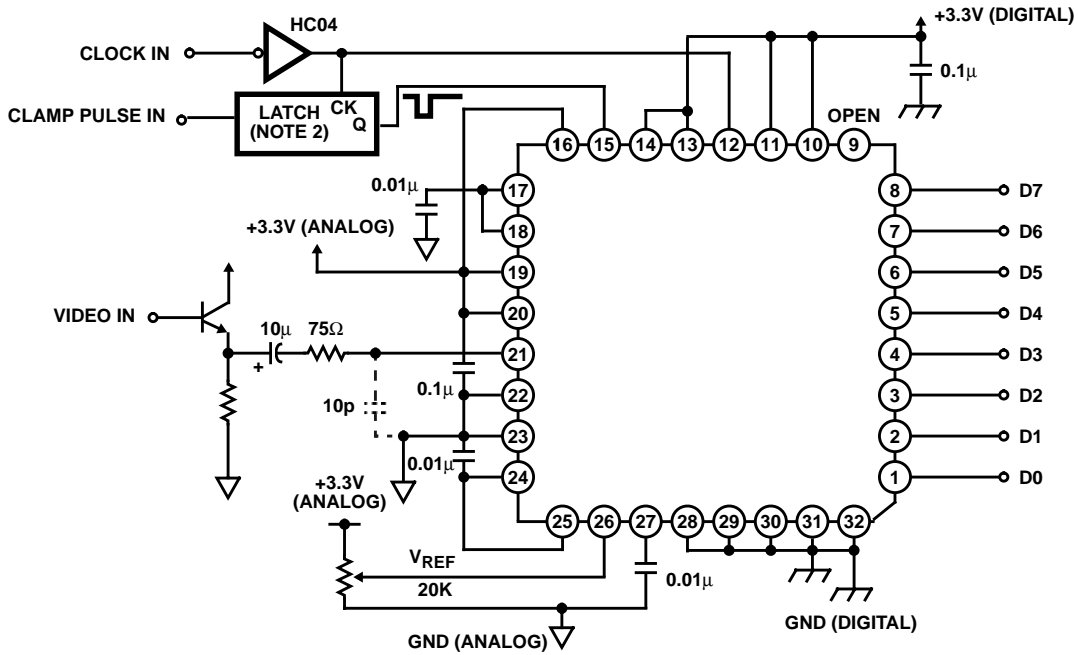 HC04
+3.3V (DIGITAL)
CLOCK IN
0.1μ
CLAMP PULSE IN
LATCH
(NOTE 2)
CK
Q
OPEN
16 15 14 13 12 11 10 9
0.01μ
17
8 D7
18
7 D6
+3.3V (ANALOG)
19
6 D5
20
5 D4
VIDEO IN
10μ
75Ω
+
21
4 D3
10p
0.1μ
22
3 D2
23
2 D1
0.01μ
24
1 D0
+3.3V
(ANALOG)
25 26 27 28 29 30 31 32
VREF
20K
0.01μ
GND (DIGITAL)
GND (ANALOG)